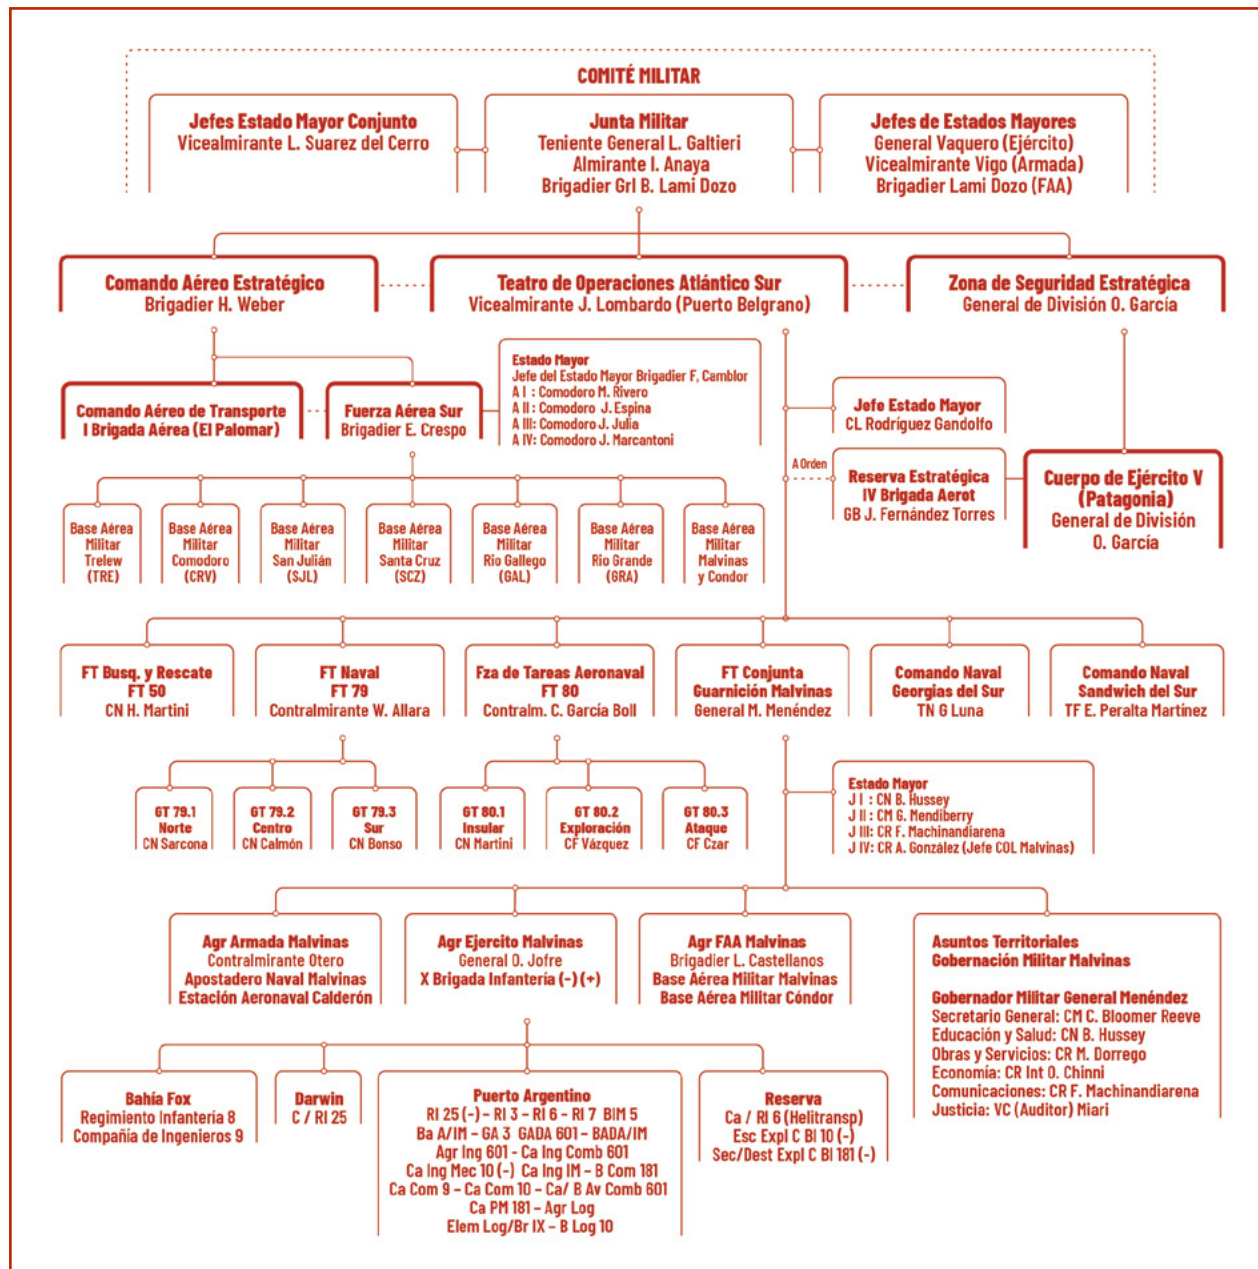 COMITÉ MILITAR
Jefes Estado Mayor Conjunto
Vicealmirante L. Suarez del Cerro
Junta Militar
Teniente General L. Galtieri
Almirante I. Anaya
Brigadier Grl B. Lami Dozo
Jefes de Estados Mayores
General Vaquero (Ejército)
Vicealmirante Vigo (Armada)
Brigadier Lami Dozo (FAA)
Comando Aéreo Estratégico
Brigadier H. Weber
Teatro de Operaciones Atlántico Sur
Vicealmirante J. Lombardo (Puerto Belgrano)
Zona de Seguridad Estratégica
General de División O. García
Comando Aéreo de Transporte
I Brigada Aérea (El Palomar)
Fuerza Aérea Sur
Brigadier E. Crespo
Estado Mayor
Jefe del Estado Mayor Brigadier F, Camblor
A I : Comodoro M. Rivero
A II : Comodoro J. Espina
A III: Comodoro J. Julia
A IV: Comodoro J. Marcantoni
Jefe Estado Mayor
CL Rodríguez Gandolfo
A Orden
Reserva Estratégica
IV Brigada Aerot
GB J. Fernández Torres
Cuerpo de Ejército V
(Patagonia)
General de División
O. García
Base Aérea
Militar
Trelew
(TRE)
Base Aérea
Militar
Comodoro
(CRV)
Base Aérea
Militar
San Julián
(SJL)
Base Aérea
Militar
Santa Cruz
(SCZ)
Base Aérea
Militar
Río Gallego
(GAL)
Base Aérea
Militar
Río Grande
(GRA)
Base Aérea
Militar
Malvinas
y Condor
FT Busq. y Rescate
FT 50
CN H. Martini
FT Naval
FT 79
Contralmirante W. Allara
Fza de Tareas Aeronaval
FT 80
Contralm. C. García Boll
FT Conjunta
Guarnición Malvinas
General M. Menéndez
Comando Naval
Georgias del Sur
TN G Luna
Comando Naval
Sandwich del Sur
TF E. Peralta Martínez
GT 79.1
Norte
CN Sarcona
GT 79.2
Centro
CN Calmón
GT 79.3
Sur
CN Bonso
GT 80.1
Insular
CN Martini
GT 80.2
Exploración
CF Vázquez
GT 80.3
Ataque
CF Czar
Estado Mayor
J I : CN B. Hussey
J II : CM G. Mendiberry
J III: CR F. Machinandiarena
J IV: CR A. González (Jefe COL Malvinas)
Agr Armada Malvinas
Contralmirante Otero
Apostadero Naval Malvinas
Estación Aeronaval Calderón
Agr Ejercito Malvinas
General O. Jofre
X Brigada Infantería (-) (+)
Agr FAA Malvinas
Brigadier L. Castellanos
Base Aérea Militar Malvinas
Base Aérea Militar Cóndor
Asuntos Territoriales
Gobernación Militar Malvinas
Gobernador Militar General Menéndez
Secretario General: CM C. Bloomer Reeve
Educación y Salud: CN B. Hussey
Obras y Servicios: CR M. Dorrego
Economía: CR Int O. Chinni
Comunicaciones: CR F. Machinandiarena
Justicia: VC (Auditor) Miari
Bahía Fox
Regimiento Infantería 8
Compañía de Ingenieros 9
Darwin
C / RI 25
Puerto Argentino
RI 25 (-) – RI 3 – RI 6 – RI 7 BIM 5
Ba A/IM – GA 3 GADA 601 – BADA/IM
Agr Ing 601 - Ca Ing Comb 601
Ca Ing Mec 10 (-) Ca Ing IM – B Com 181
Ca Com 9 – Ca Com 10 – Ca/ B Av Comb 601
Ca PM 181 – Agr Log
Elem Log/Br IX – B Log 10
Reserva
Ca / RI 6 (Helitransp)
Esc Expl C Bl 10 (-)
Sec/Dest Expl C Bl 181 (-)